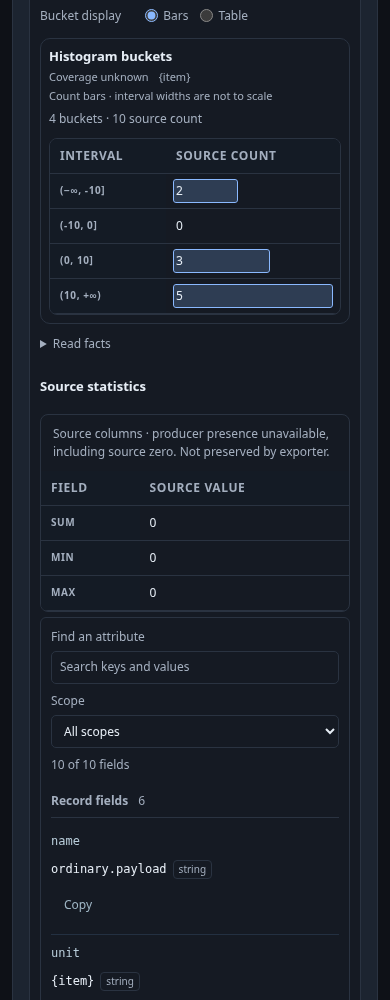 Bucket display Bars Table
Histogram buckets
Coverage unknown {item}
Count bars · interval widths are not to scale
4 buckets · 10 source count
INTERVAL SOURCE COUNT
(−∞, -10] 2
(-10, 0] 0
(0, 10] 3
(10, +∞) 5
Read facts
Source statistics
Source columns · producer presence unavailable,
including source zero. Not preserved by exporter.
FIELD SOURCE VALUE
SUM 0
MIN 0
MAX 0
Find an attribute
Search keys and values
Scope
All scopes
10 of 10 fields
Record fields 6
name
ordinary.payload string
Copy
unit
{item} string